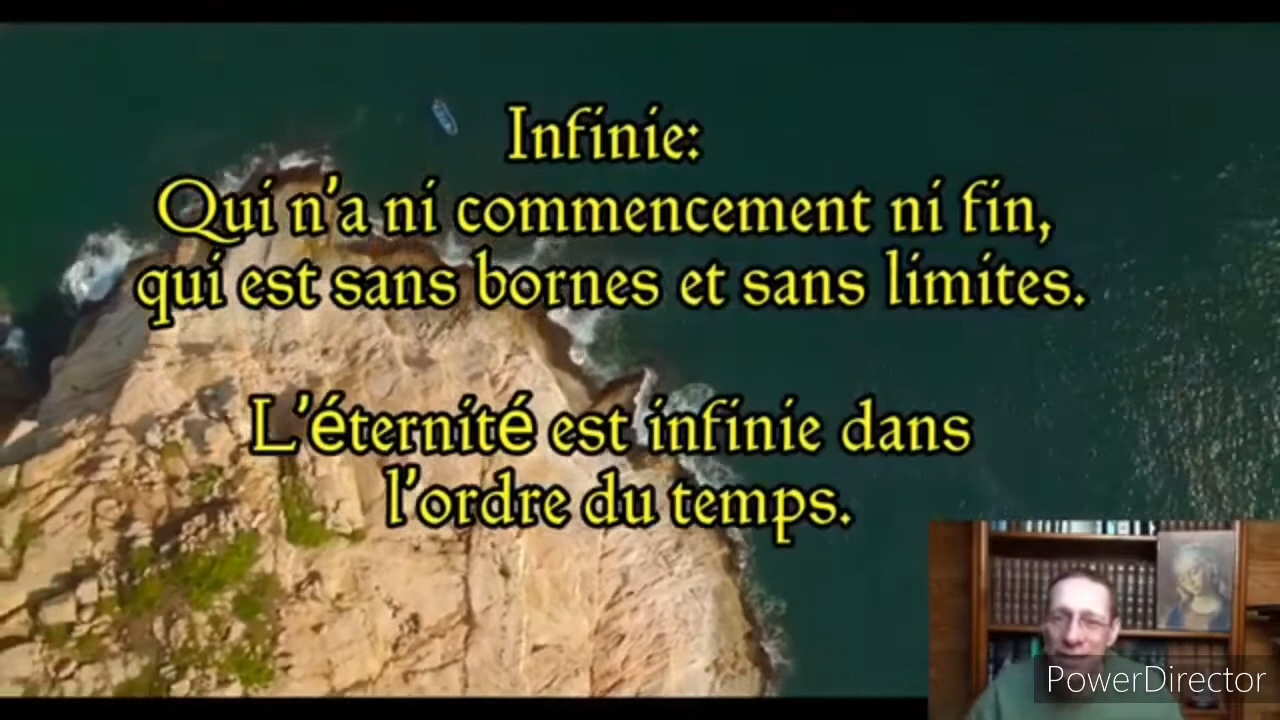 Infinie:
Qui n'a ni commencement ni fin,
qui est sans bornes et sans limites.
L'éternité est infinie dans
l'ordre du temps.
PowerDirector